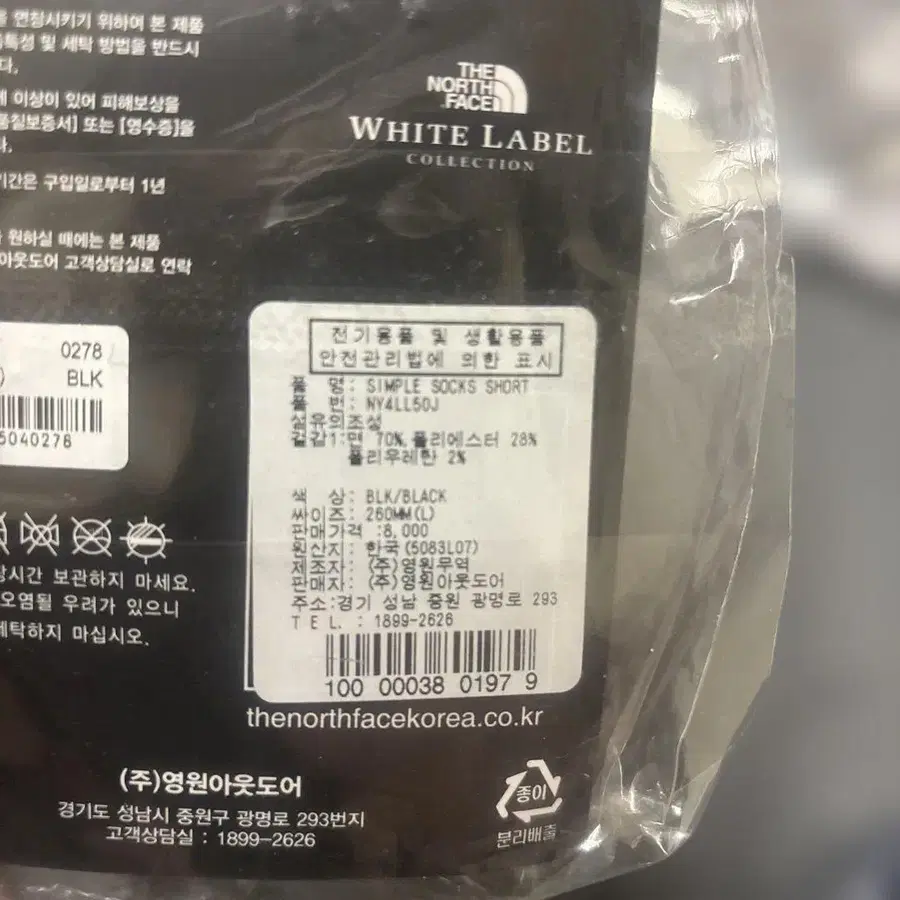 연장시키기 위하여 본 제품
특성 및 세탁 방법을 반드시
다.
이상이 있어 피해보상을
품질보증서] 또는 [영수증]을
기간은 구입일로부터 1년
원하실 때에는 본 제품
아웃도어 고객상담실로 연락
THE
NORTH
FACE
WHITE LABEL
COLLECTION
0278
BLK
5040278
전기용품 및 생활용품
안전관리법에 의한 표시
품 명: SIMPLE SOCKS SHORT
품 번: NY4LL50J
섬유의조성
겉감1:면 70%,폴리에스터 28%
폴리우레탄 2%
색 상: BLK/BLACK
싸이즈: 260MM(L)
판매가격 :8,000
원산지: 한국(5083L07)
제조자: (주)영원무역
판매자: (주)영원아웃도어
주소:경기 성남 중원 광명로 293
TEL. : 1899-2626
100 00038 0197 9
장시간 보관하지 마세요.
오염될 우려가 있으니
세탁하지 마십시오.
thenorthfacekorea.co.kr
(주)영원아웃도어
경기도 성남시 중원구 광명로 293번지
고객상담실 : 1899-2626
종이
분리배출